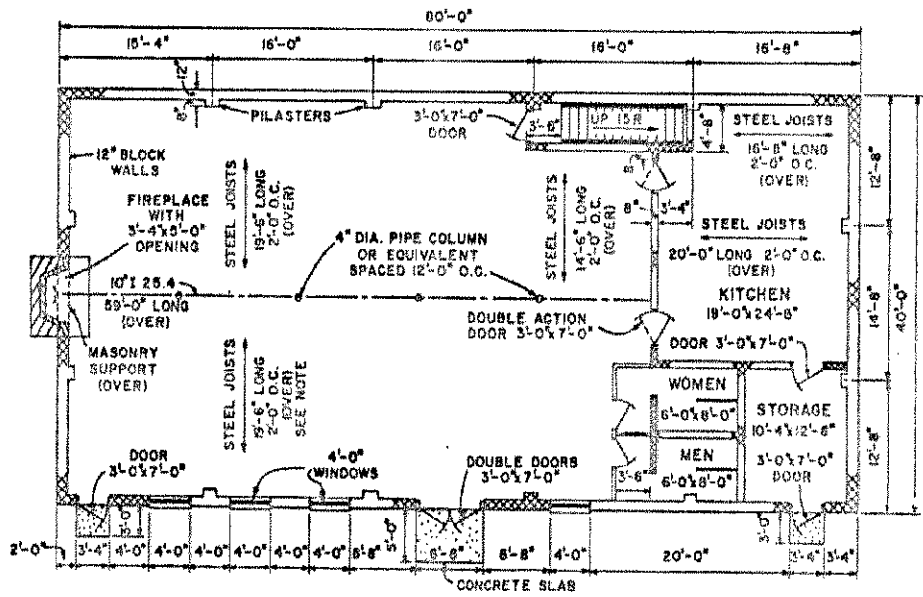 80'-0"
15'-4"
16'-0"
16'-0"
16'-0"
16'-8"
12"
8"
PILASTERS
3'-0"x7'-0"
DOOR
3'-6"
UP 15R
4'-8"
STEEL JOISTS
16'-8" LONG
2'-0" O.C.
(OVER)
12" BLOCK
WALLS
FIREPLACE
WITH
3'-4"x5'-0"
OPENING
STEEL JOISTS
19'-6" LONG
2'-0" O.C.
(OVER)
4" DIA. PIPE COLUMN
OR EQUIVALENT
SPACED 12'-0" O.C.
STEEL JOISTS
14'-6" LONG
2'-0" O.C.
(OVER)
8"
8"
3'-4"
STEEL JOISTS
20'-0" LONG 2'-0" O.C.
(OVER)
KITCHEN
19'-0"x24'-8"
12'-8"
14'-8"
12'-8"
40'-0"
10" I 25.4
59'-0" LONG
(OVER)
MASONRY
SUPPORT
(OVER)
STEEL JOISTS
19'-6" LONG
2'-0" O.C.
(OVER)
SEE NOTE
DOUBLE ACTION
DOOR 3'-0"x7'-0"
DOOR 3'-0"x7'-0"
WOMEN
6'-0"x8'-0"
STORAGE
10'-4"x12'-8"
MEN
6'-0"x8'-0"
3'-0"x7'-0"
DOOR
3'-6"
DOOR
3'-0"x7'-0"
4'-0"
WINDOWS
DOUBLE DOORS
3'-0"x7'-0"
3'-0"
5'-0"
3'-0"
2'-0"
3'-4"
4'-0"
4'-0"
4'-0"
4'-0"
4'-0"
6'-8"
6'-8"
6'-8"
4'-0"
20'-0"
3'-4"
3'-4"
CONCRETE SLAB